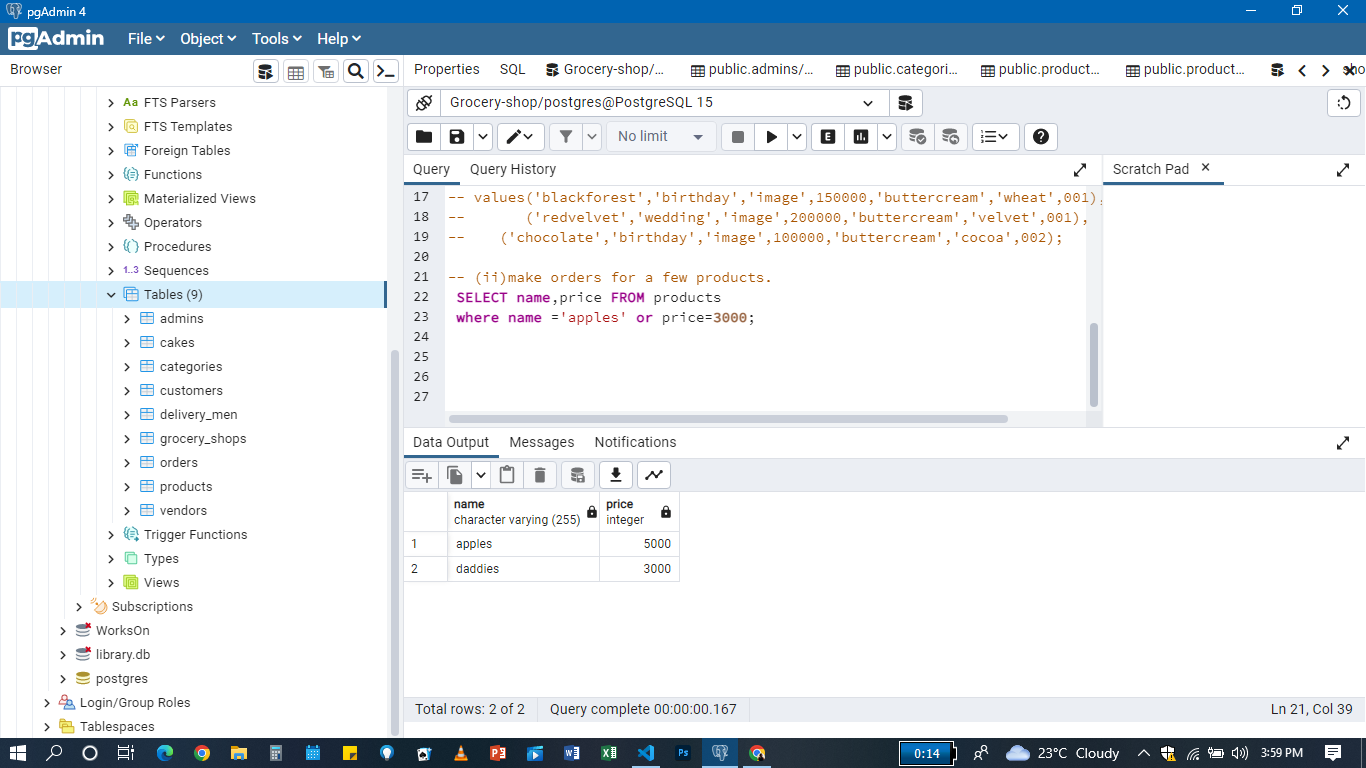 pgAdmin 4
pgAdmin File Object Tools Help
Browser
Properties SQL Grocery-shop/... public.admins/... public.categori... public.product... public.product...
FTS Parsers
FTS Templates
Foreign Tables
Functions
Materialized Views
Operators
Procedures
1..3 Sequences
Tables (9)
admins
cakes
categories
customers
delivery_men
grocery_shops
orders
products
vendors
Trigger Functions
Types
Views
Subscriptions
WorksOn
library.db
postgres
Login/Group Roles
Tablespaces
Grocery-shop/postgres@PostgreSQL 15
No limit
Query Query History
Scratch Pad
17 -- values('blackforest','birthday','image',150000,'buttercream','wheat',001),
18 -- ('redvelvet','wedding','image',200000,'buttercream','velvet',001),
19 -- ('chocolate','birthday','image',100000,'buttercream','cocoa',002);
20
21 -- (ii)make orders for a few products.
22 SELECT name,price FROM products
23 where name ='apples' or price=3000;
24
25
26
27
Data Output Messages Notifications
name price
character varying (255) integer
1 apples 5000
2 daddies 3000
Total rows: 2 of 2 Query complete 00:00:00.167 Ln 21, Col 39
0:14 23°C Cloudy 3:59 PM